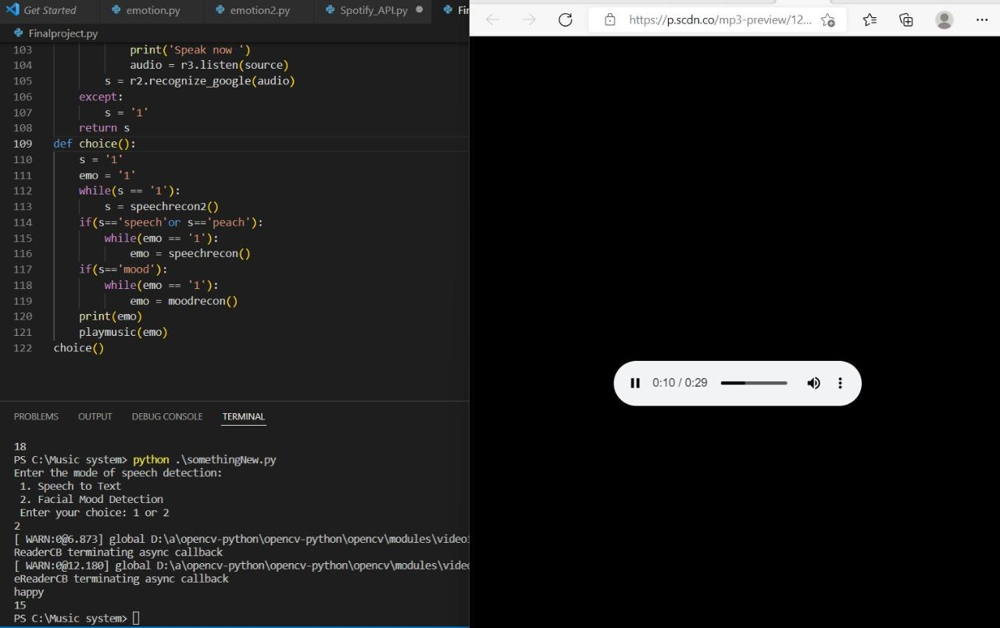 Get Started emotion.py emotion2.py Spotify_API.py Fin
Finalproject.py
103 print('Speak now ')
104 audio = r3.listen(source)
105 s = r2.recognize_google(audio)
106 except:
107 s = '1'
108 return s
109 def choice():
110 s = '1'
111 emo = '1'
112 while(s == '1'):
113 s = speechrecon2()
114 if(s=='speech'or s=='peach'):
115 while(emo == '1'):
116 emo = speechrecon()
117 if(s=='mood'):
118 while(emo == '1'):
119 emo = moodrecon()
120 print(emo)
121 playmusic(emo)
122 choice()
PROBLEMS OUTPUT DEBUG CONSOLE TERMINAL
18
PS C:\Music system> python .\somethingNew.py
Enter the mode of speech detection:
1. Speech to Text
2. Facial Mood Detection
Enter your choice: 1 or 2
2
[ WARN:0@6.873] global D:\a\opencv-python\opencv-python\opencv\modules\videoi
ReaderCB terminating async callback
[ WARN:0@12.180] global D:\a\opencv-python\opencv-python\opencv\modules\video
eReaderCB terminating async callback
happy
15
PS C:\Music system>
https://p.scdn.co/mp3-preview/12...
0:10 / 0:29